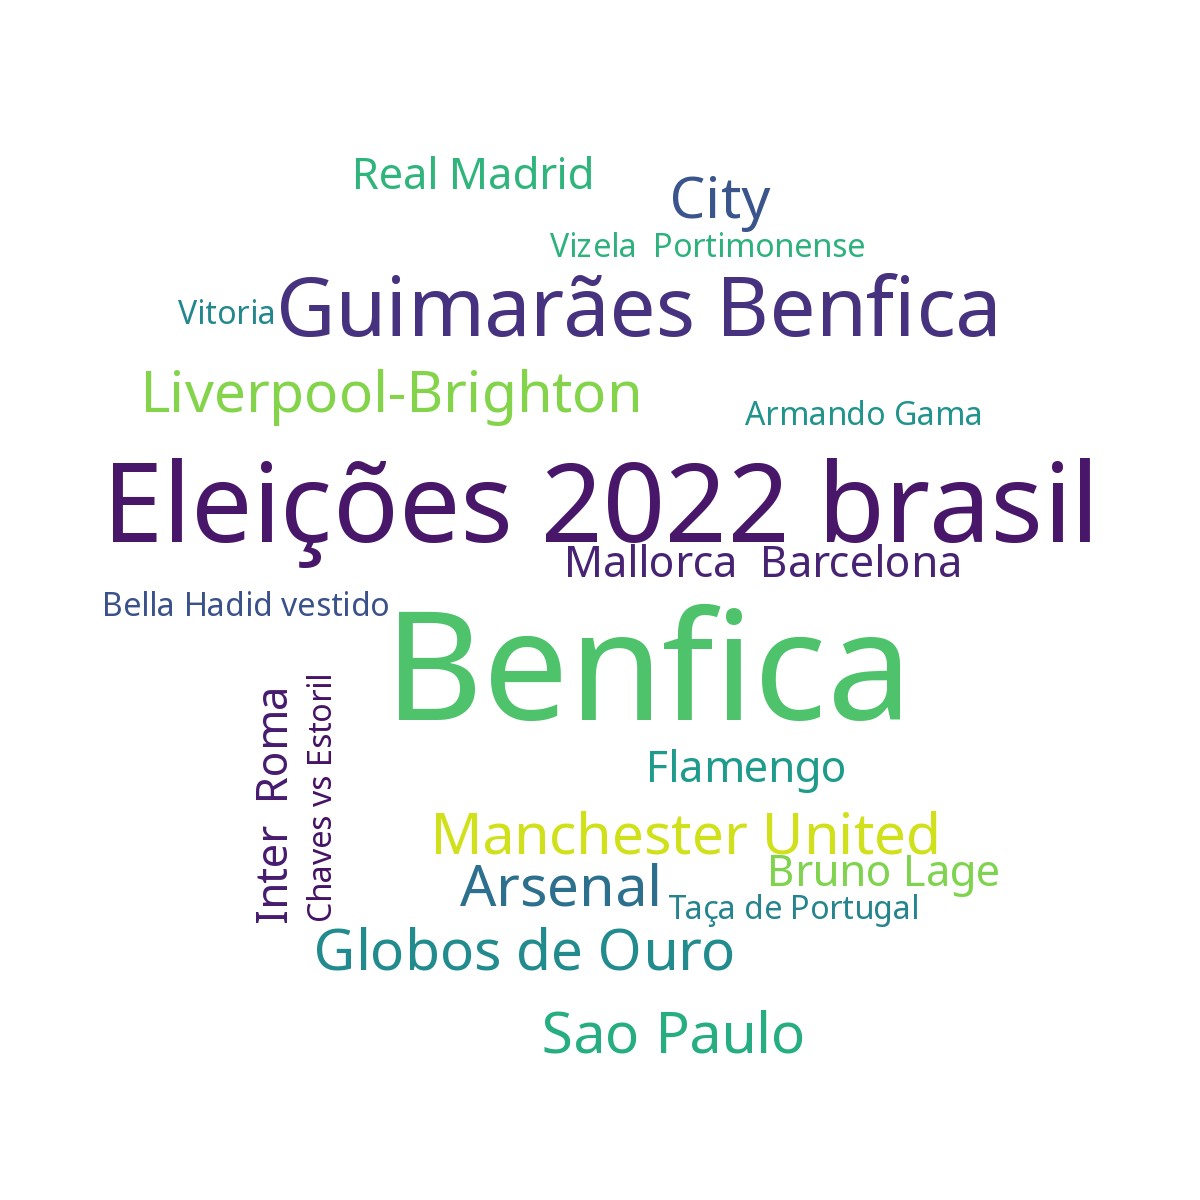 Real Madrid
City
Vizela  Portimonense
Vitoria
Guimarães Benfica
Liverpool-Brighton
Armando Gama
Eleições 2022 brasil
Mallorca  Barcelona
Bella Hadid vestido
Benfica
Inter  Roma
Chaves vs Estoril
Flamengo
Manchester United
Bruno Lage
Arsenal
Taça de Portugal
Globos de Ouro
Sao Paulo